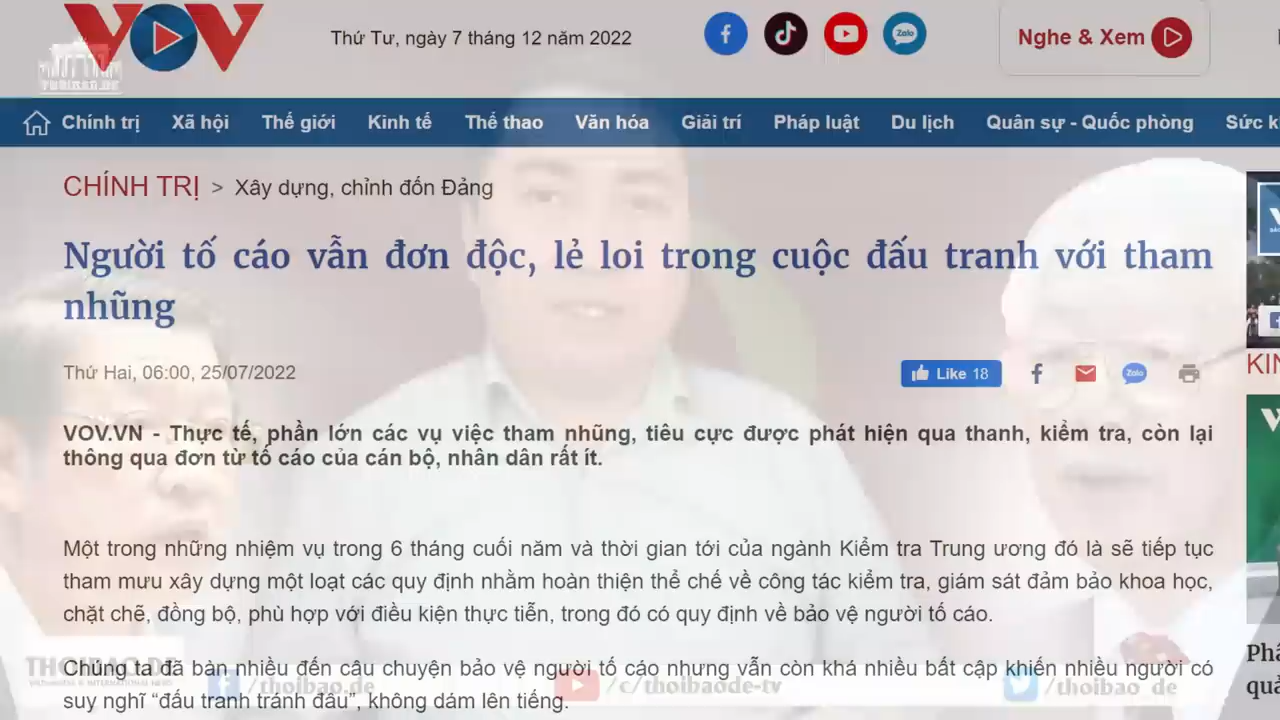 VOV
Thứ Tư, ngày 7 tháng 12 năm 2022
Zalo
Nghe & Xem
THOIBAO.DE
Chính trị Xã hội Thế giới Kinh tế Thể thao Văn hóa Giải trí Pháp luật Du lịch Quân sự - Quốc phòng Sức k
CHÍNH TRỊ > Xây dựng, chỉnh đốn Đảng
Người tố cáo vẫn đơn độc, lẻ loi trong cuộc đấu tranh với tham
nhũng
KIN
Thứ Hai, 06:00, 25/07/2022
Like 18
Zalo
VOV.VN - Thực tế, phần lớn các vụ việc tham nhũng, tiêu cực được phát hiện qua thanh, kiểm tra, còn lại
thông qua đơn từ tố cáo của cán bộ, nhân dân rất ít.
Một trong những nhiệm vụ trong 6 tháng cuối năm và thời gian tới của ngành Kiểm tra Trung ương đó là sẽ tiếp tục
tham mưu xây dựng một loạt các quy định nhằm hoàn thiện thể chế về công tác kiểm tra, giám sát đảm bảo khoa học,
chặt chẽ, đồng bộ, phù hợp với điều kiện thực tiễn, trong đó có quy định về bảo vệ người tố cáo.
Chúng ta đã bàn nhiều đến câu chuyện bảo vệ người tố cáo nhưng vẫn còn khá nhiều bất cập khiến nhiều người có
suy nghĩ “đấu tranh tránh đâu”, không dám lên tiếng.
Phâ
quả
THOIBAO.DE
/thoibao.de
/c/thoibaode-tv
/thoibao_de